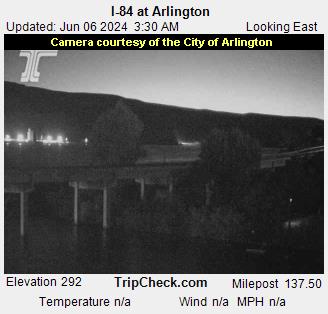 I-84 at Arlington
Updated: Jun 06 2024 3:30 AM Looking East
Camera courtesy of the City of Arlington
Elevation 292 TripCheck.com Milepost 137.50
Temperature n/a Wind n/a MPH n/a